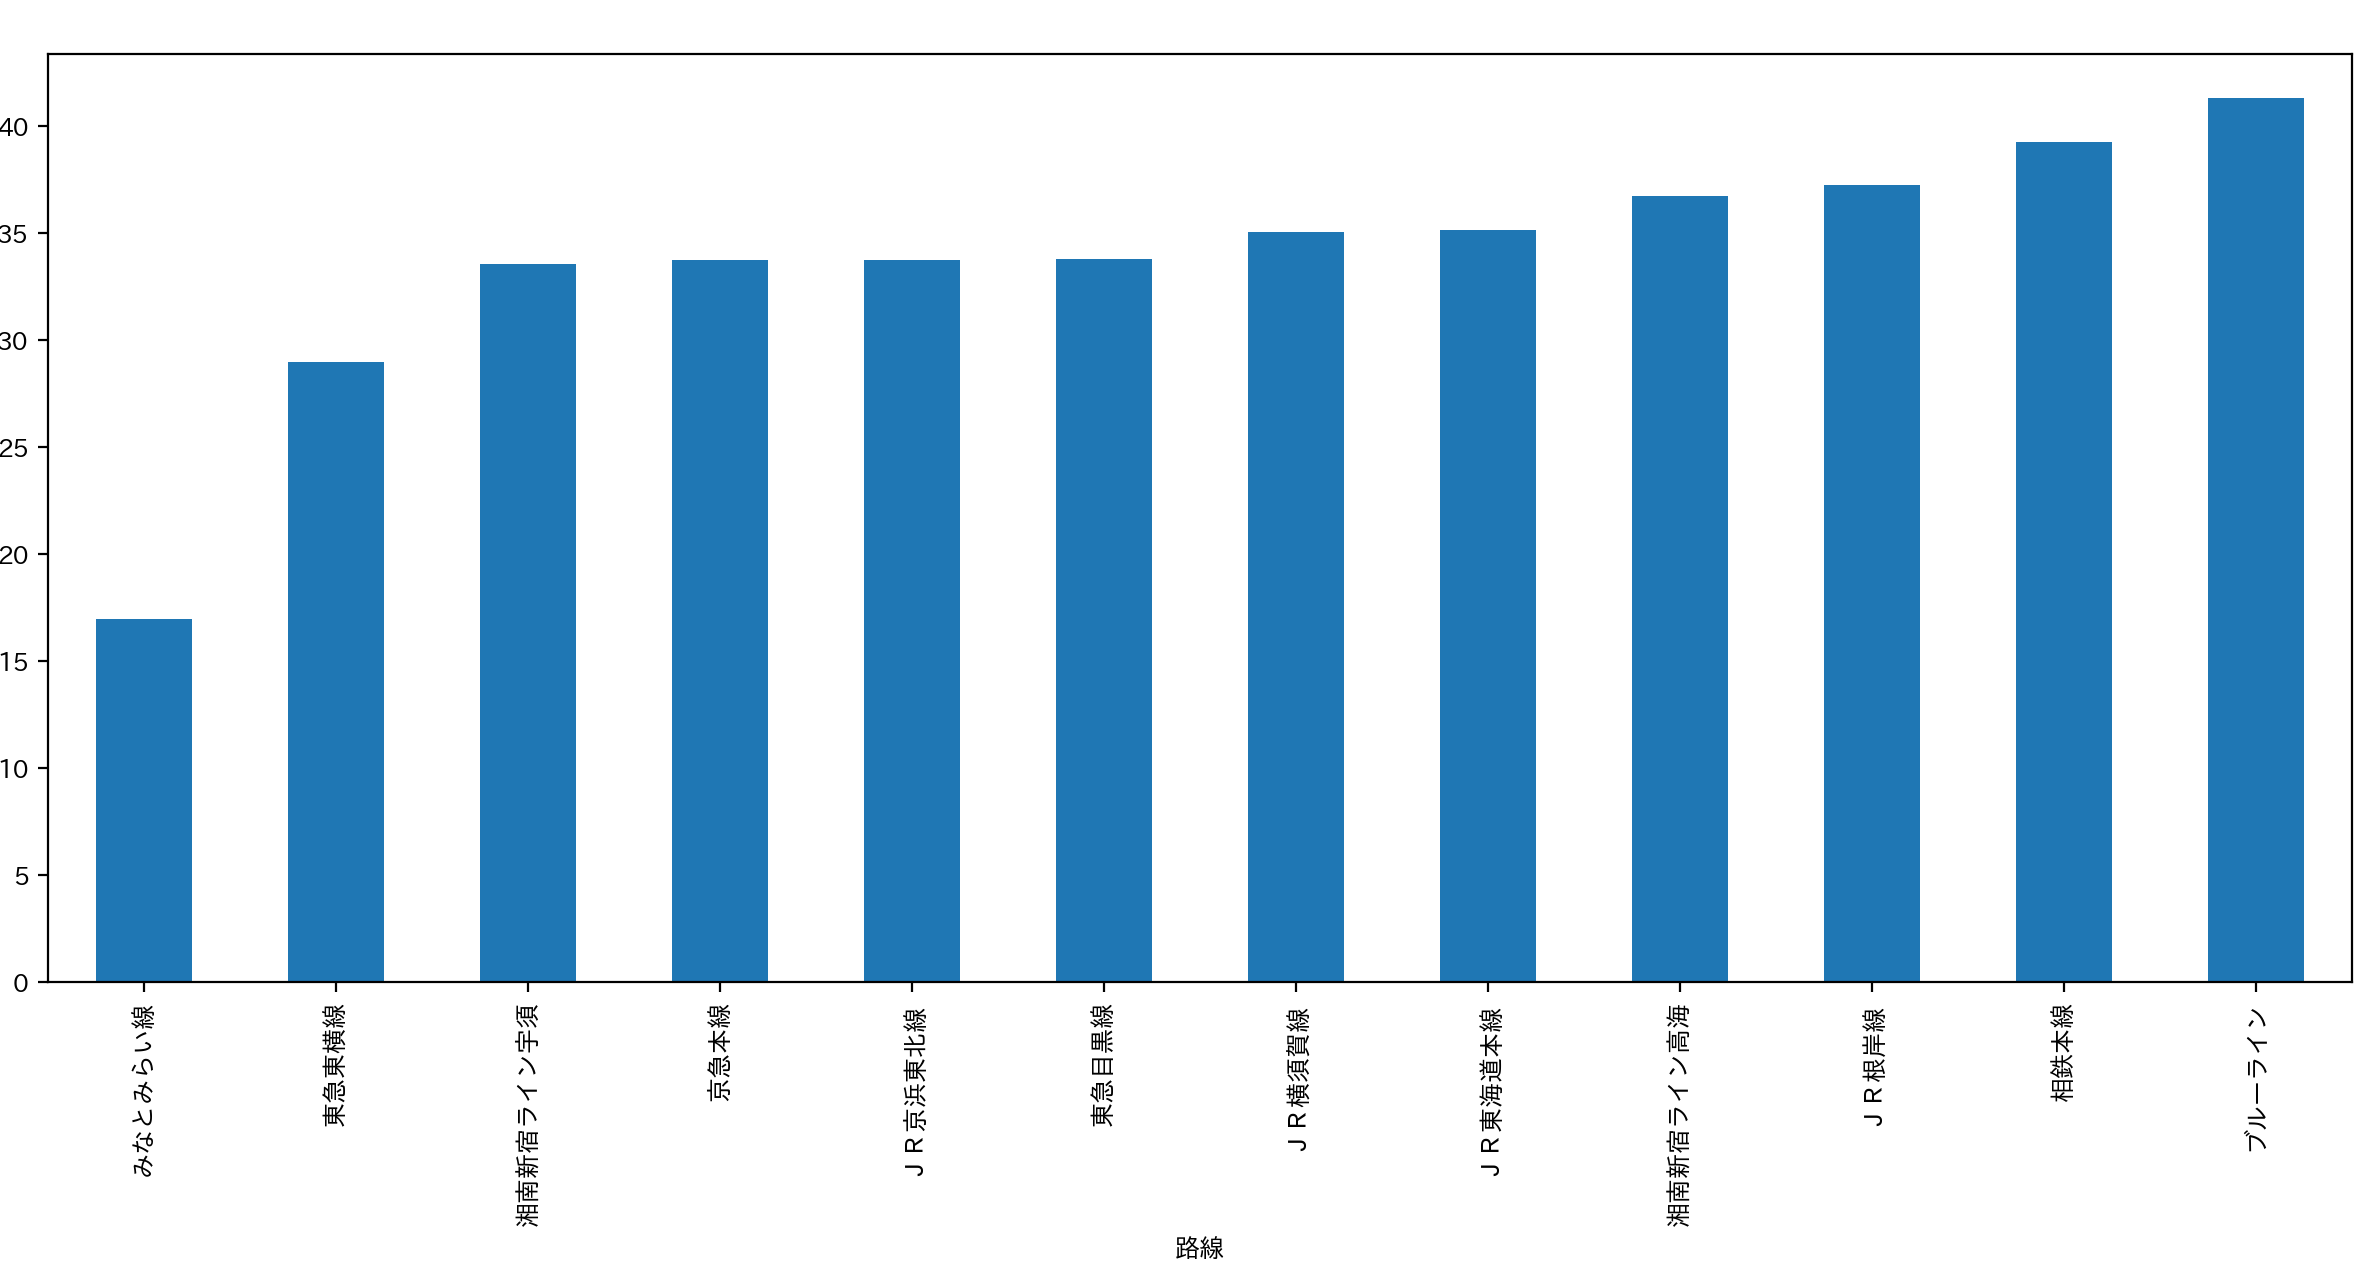 40
35
30
25
20
15
10
5
0
みなとみらい線
東急東横線
湘南新宿ライン宇須
京急本線
ＪＲ京浜東北線
東急目黒線
ＪＲ横須賀線
ＪＲ東海道本線
湘南新宿ライン高海
ＪＲ根岸線
相鉄本線
ブルーライン
路線